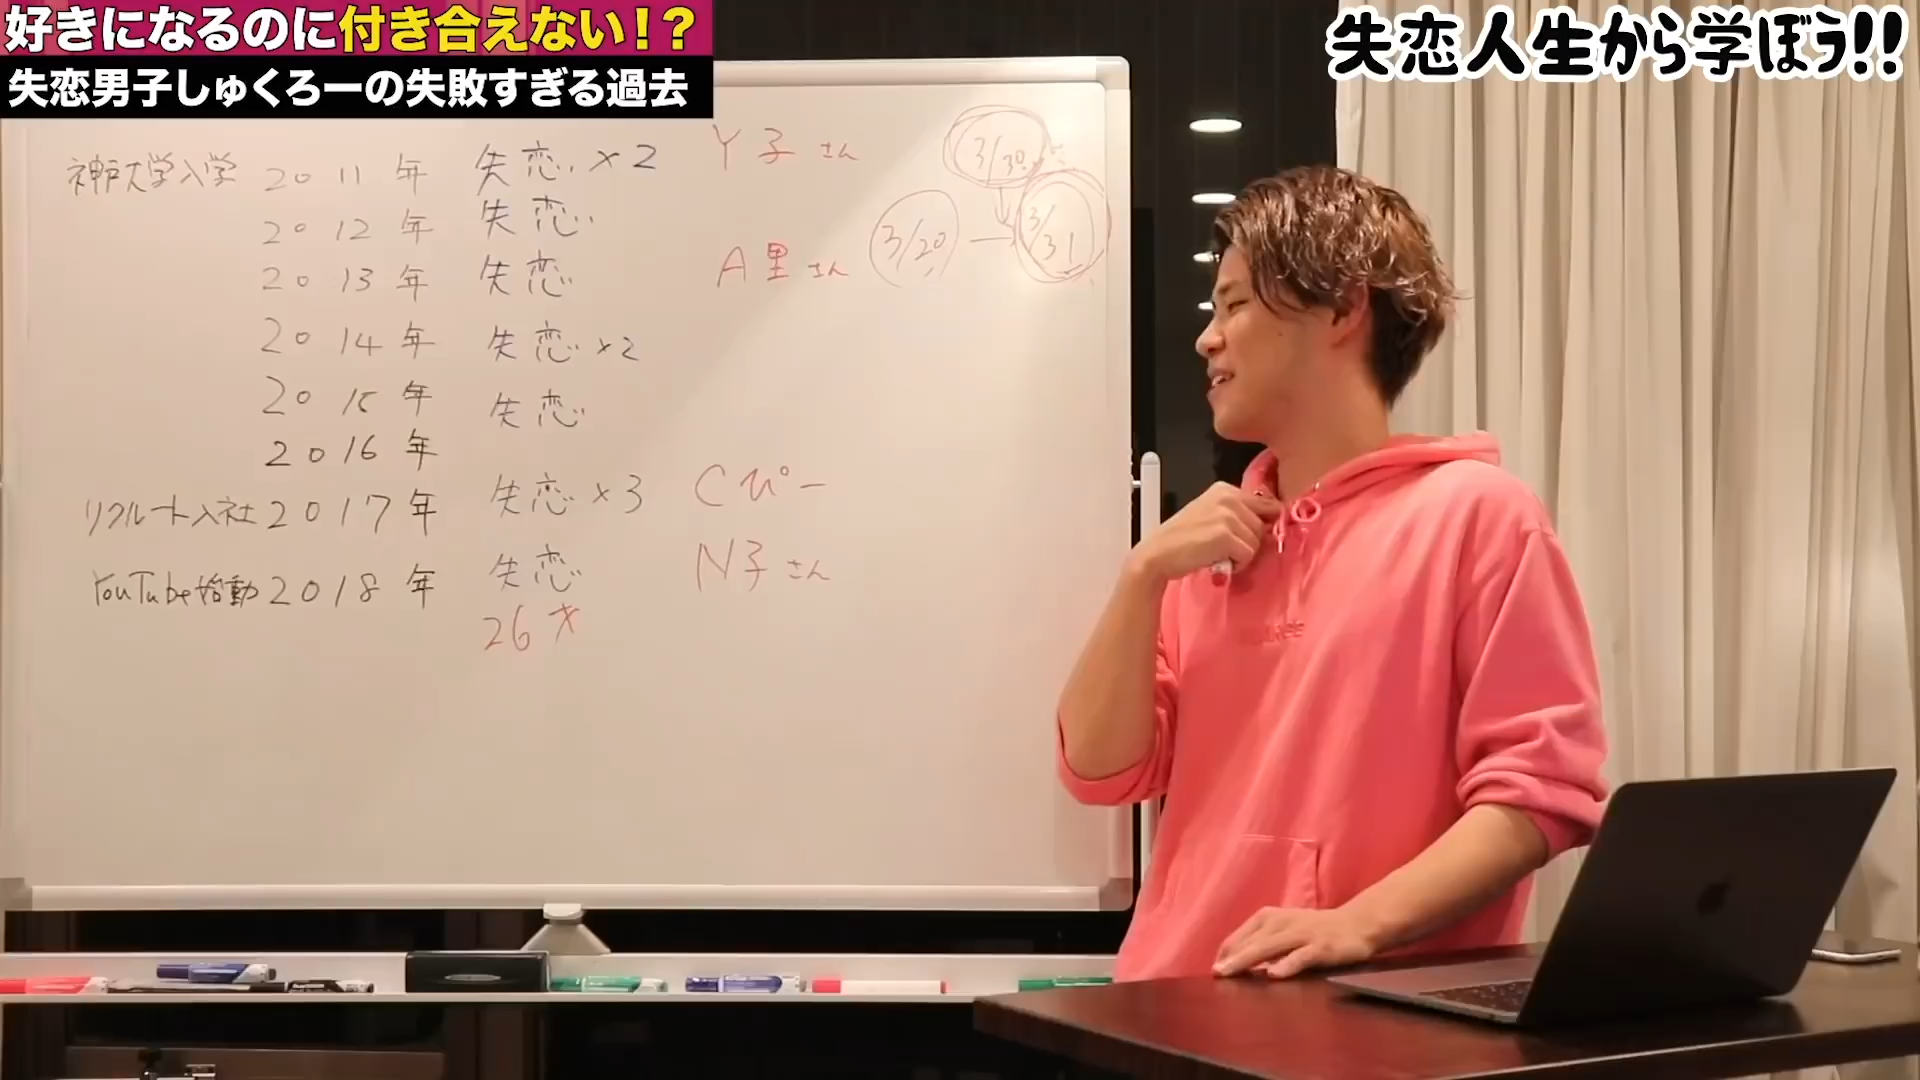 好きになるのに付き合えない!?
失恋男子しゅくろーの失敗すぎる過去
失恋人生から学ぼう!!
神戸大学入学 2011年 失恋×2 Y子さん
2012年 失恋
2013年 失恋 A里さん
3/30
3/20 → 3/31
2014年 失恋×2
2015年 失恋
2016年
リクルート入社 2017年 失恋×3 Cぴー
YouTube始動 2018年 失恋 N子さん
26才